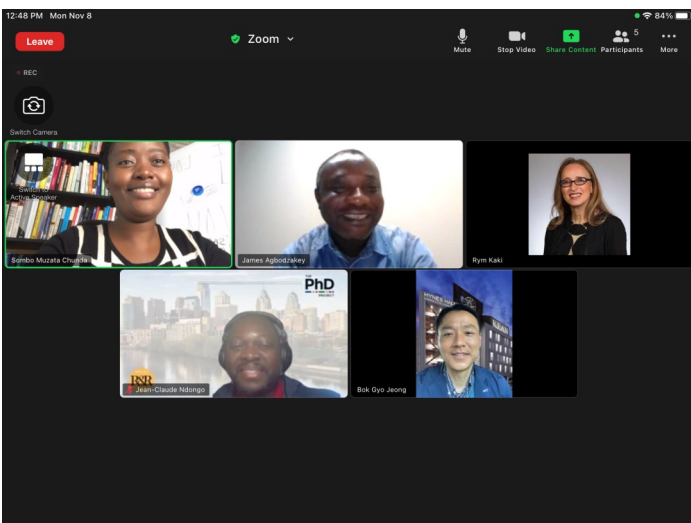 12:48 PM Mon Nov 8
84%
Leave
Zoom
Mute
Stop Video
Share Content
5
Participants
More
REC
Switch Camera
Switch to
Active Speaker
Sombo Muzata Chunda
James Agbodzakey
Rym Kaki
THE
PhD
PROJECT
R&R
Jean-Claude Ndongo
Bok Gyo Jeong